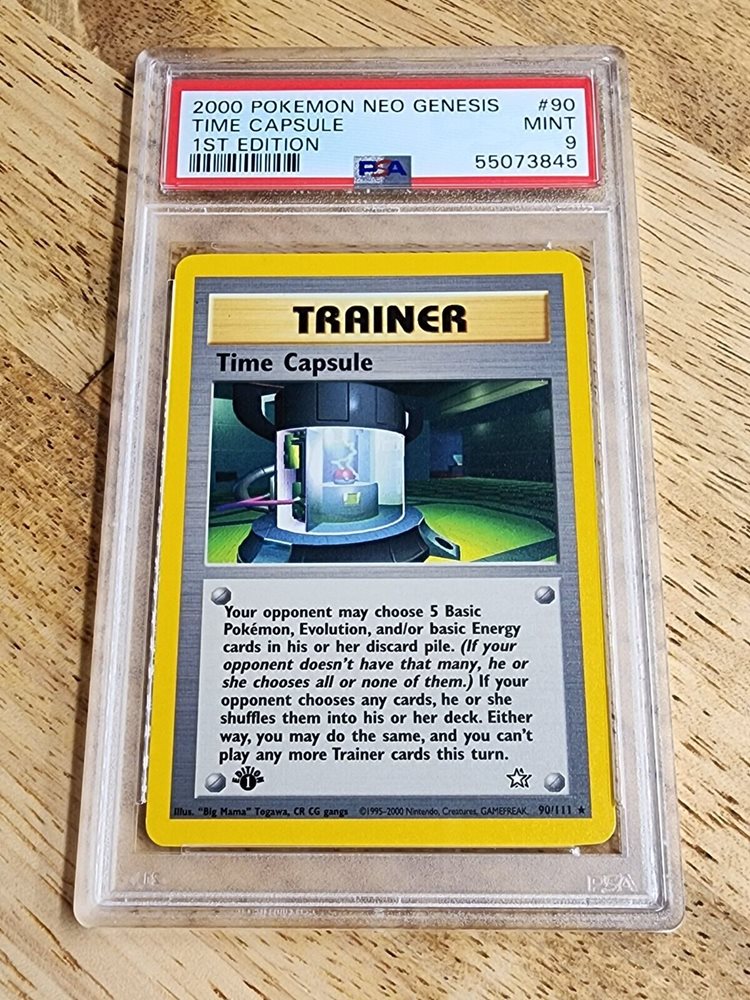 2000 POKEMON NEO GENESIS #90
TIME CAPSULE MINT
1ST EDITION 9
PSA 55073845
TRAINER
Time Capsule
Your opponent may choose 5 Basic
Pokémon, Evolution, and/or basic Energy
cards in his or her discard pile. (If your
opponent doesn't have that many, he or
she chooses all or none of them.) If your
opponent chooses any cards, he or she
shuffles them into his or her deck. Either
way, you may do the same, and you can't
play any more Trainer cards this turn.
EDITION 1
Illus. "Big Mama" Togawa, CR CG gangs ©1995-2000 Nintendo, Creatures, GAMEFREAK. 90/111 ★
PSA